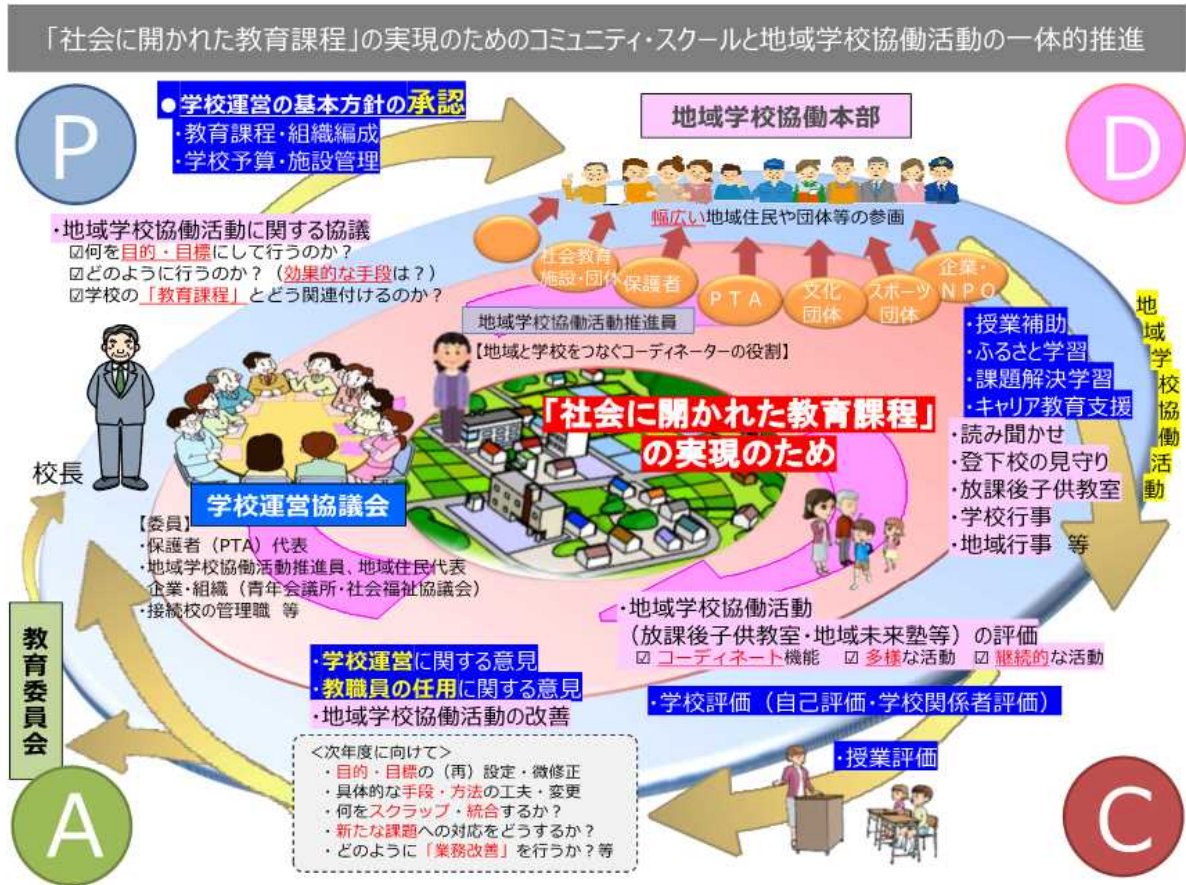 「社会に開かれた教育課程」の実現のためのコミュニティ・スクールと地域学校協働活動の一体的推進
P
●学校運営の基本方針の承認
・教育課程・組織編成
・学校予算・施設管理
・地域学校協働活動に関する協議
☑何を目的・目標にして行うのか？
☑どのように行うのか？（効果的な手段は？）
☑学校の「教育課程」とどう関連付けるのか？
地域学校協働本部
D
幅広い地域住民や団体等の参画
社会教育
施設・団体
保護者
ＰＴＡ
文化
団体
スポーツ
団体
企業・
ＮＰＯ
地域学校協働活動推進員
【地域と学校をつなぐコーディネーターの役割】
・授業補助
・ふるさと学習
・課題解決学習
・キャリア教育支援
・読み聞かせ
・登下校の見守り
・放課後子供教室
・学校行事
・地域行事 等
地域学校協働活動
「社会に開かれた教育課程」
の実現のため
校長
学校運営協議会
【委員】
・保護者（PTA）代表
・地域学校協働活動推進員、地域住民代表
企業・組織（青年会議所・社会福祉協議会）
・接続校の管理職 等
教育委員会
・地域学校協働活動
（放課後子供教室・地域未来塾等）の評価
☑ コーディネート機能 ☑ 多様な活動 ☑ 継続的な活動
・学校評価（自己評価・学校関係者評価）
・授業評価
C
・学校運営に関する意見
・教職員の任用に関する意見
・地域学校協働活動の改善
＜次年度に向けて＞
・目的・目標の（再）設定・微修正
・具体的な手段・方法の工夫・変更
・何をスクラップ・統合するか？
・新たな課題への対応をどうするか？
・どのように「業務改善」を行うか？等
A